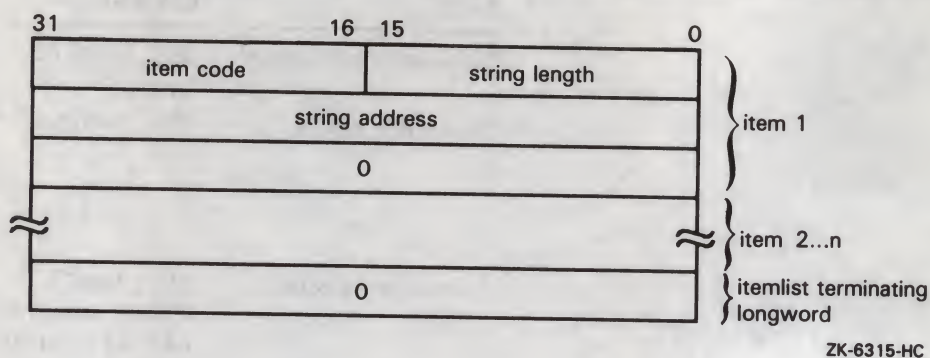 31 16 15 0
item code string length
string address
0
item 1
item 2...n
0
itemlist terminating
longword
ZK-6315-HC